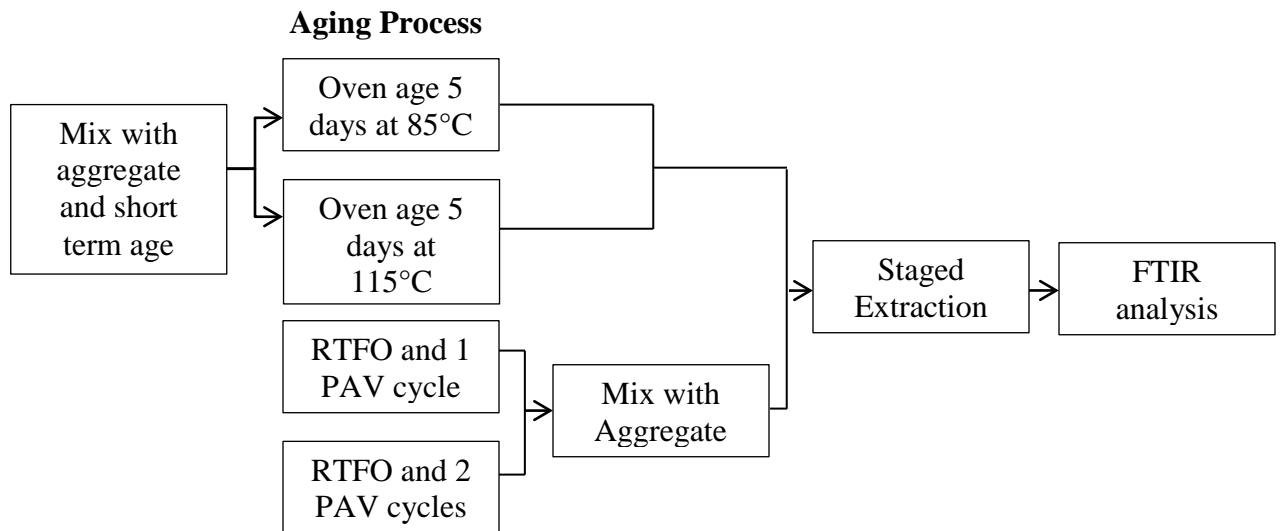 Aging Process
Mix with
aggregate
and short
term age
Oven age 5
days at 85°C
Oven age 5
days at
115°C
RTFO and 1
PAV cycle
RTFO and 2
PAV cycles
Mix with
Aggregate
Staged
Extraction
FTIR
analysis